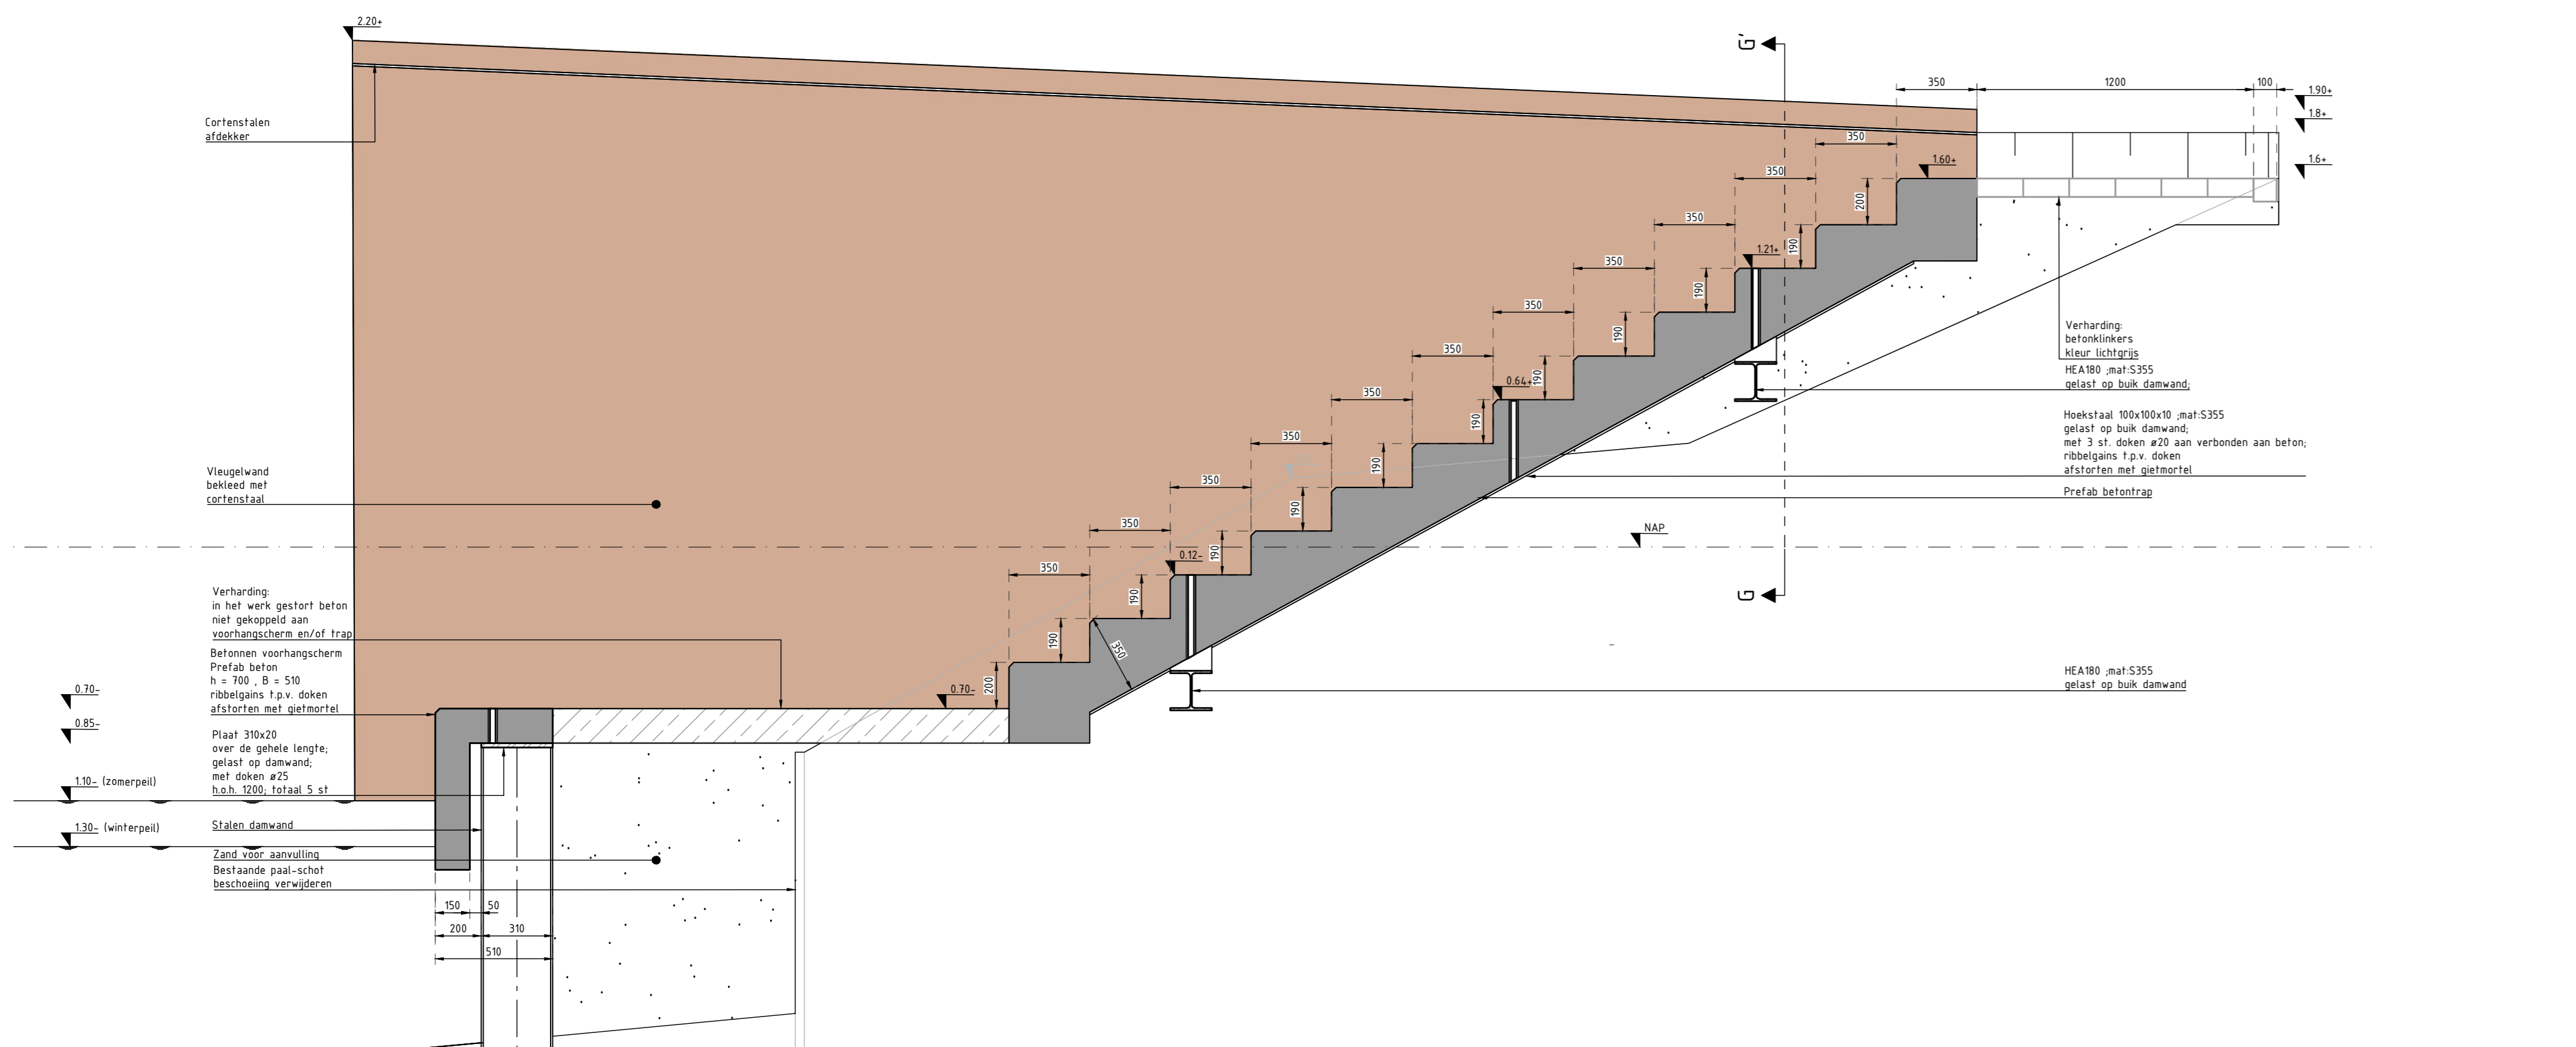 2.20+
G'
350
1200
100
1.90+
1.8+
1.6+
Cortenstalen
afdekker
350
350
1.60+
200
350
1.21+
190
350
190
350
190
350
0.64+
190
350
190
350
190
350
190
350
0.12-
190
350
190
350
190
200
0.70-
Verharding:
betonklinkers
kleur lichtgrijs
HEA180 ;mat:S355
gelast op buik damwand;
Hoekstaal 100x100x10 ;mat:S355
gelast op buik damwand;
met 3 st. doken ø20 aan verbonden aan beton;
ribbelgains t.p.v. doken
afstorten met gietmortel
Prefab betontrap
NAP
G
HEA180 ;mat:S355
gelast op buik damwand
Vleugelwand
bekleed met
cortenstaal
Verharding:
in het werk gestort beton
niet gekoppeld aan
voorhangscherm en/of trap
Betonnen voorhangscherm
Prefab beton
h = 700 , B = 510
ribbelgains t.p.v. doken
afstorten met gietmortel
Plaat 310x20
over de gehele lengte;
gelast op damwand;
met doken ø25
h.o.h. 1200; totaal 5 st
0.70-
0.85-
1.10- (zomerpeil)
1.30- (winterpeil)
Stalen damwand
Zand voor aanvulling
Bestaande paal-schot
beschoeiing verwijderen
150
50
200
310
510
350